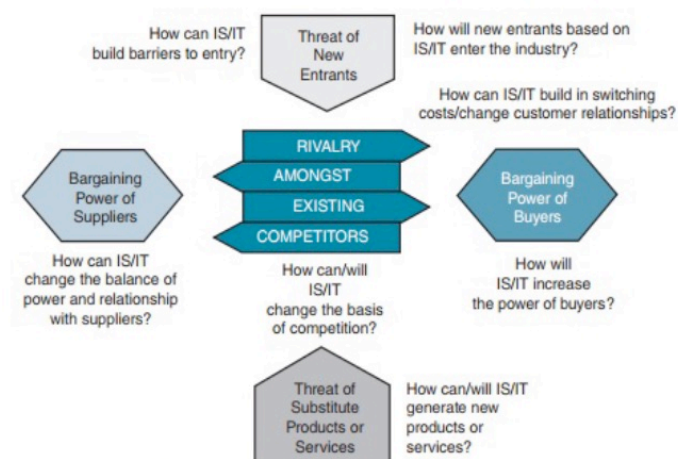 How can IS/IT
build barriers to entry?
Threat of
New
Entrants
How will new entrants based on
IS/IT enter the industry?
How can IS/IT build in switching
costs/change customer relationships?
Bargaining
Power of
Suppliers
RIVALRY
AMONGST
EXISTING
COMPETITORS
Bargaining
Power of
Buyers
How can IS/IT
change the balance of
power and relationship
with suppliers?
How can/will
IS/IT
change the basis
of competition?
How will
IS/IT increase
the power of buyers?
Threat of
Substitute
Products or
Services
How can/will IS/IT
generate new
products or
services?